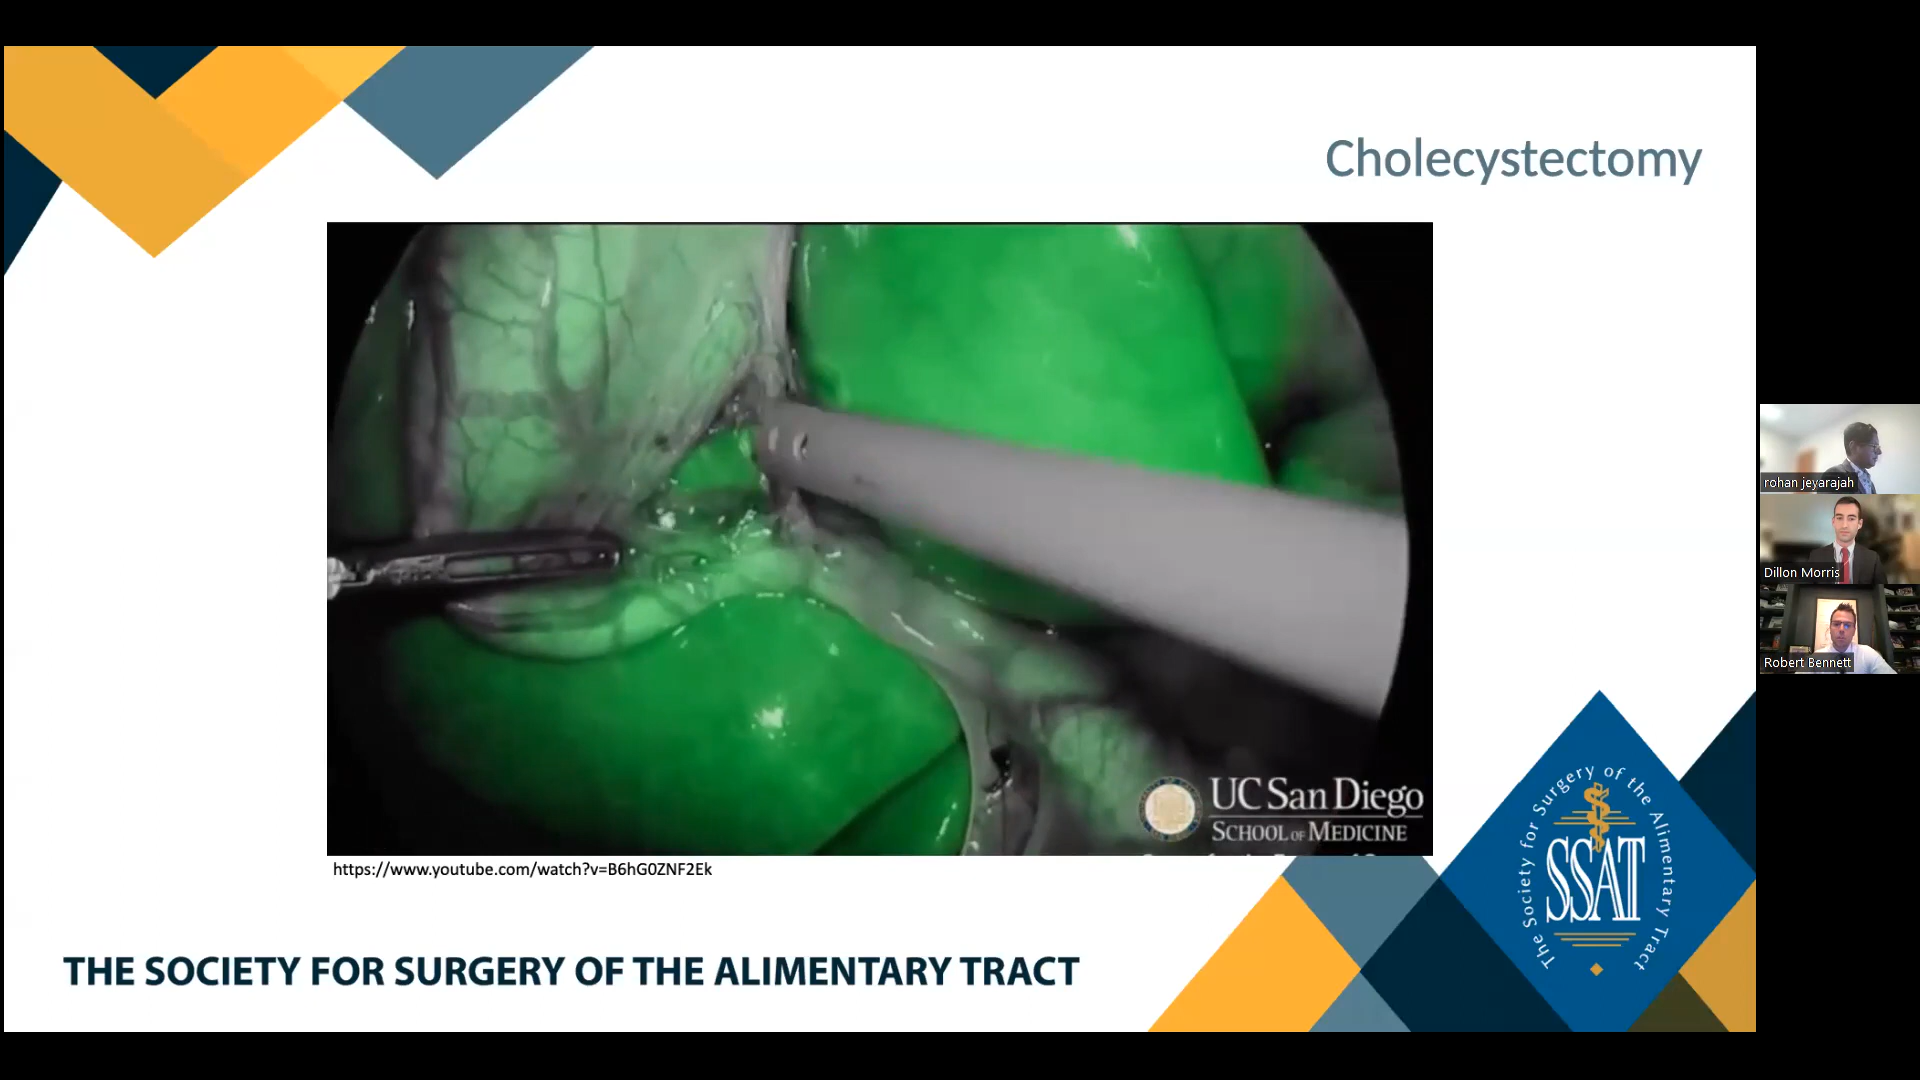 Cholecystectomy
UC San Diego
SCHOOL OF MEDICINE
https://www.youtube.com/watch?v=B6hG0ZNF2Ek
THE SOCIETY FOR SURGERY OF THE ALIMENTARY TRACT
The Society for Surgery of the Alimentary Tract
SSAT
rohan jeyarajah
Dillon Morris
Robert Bennett